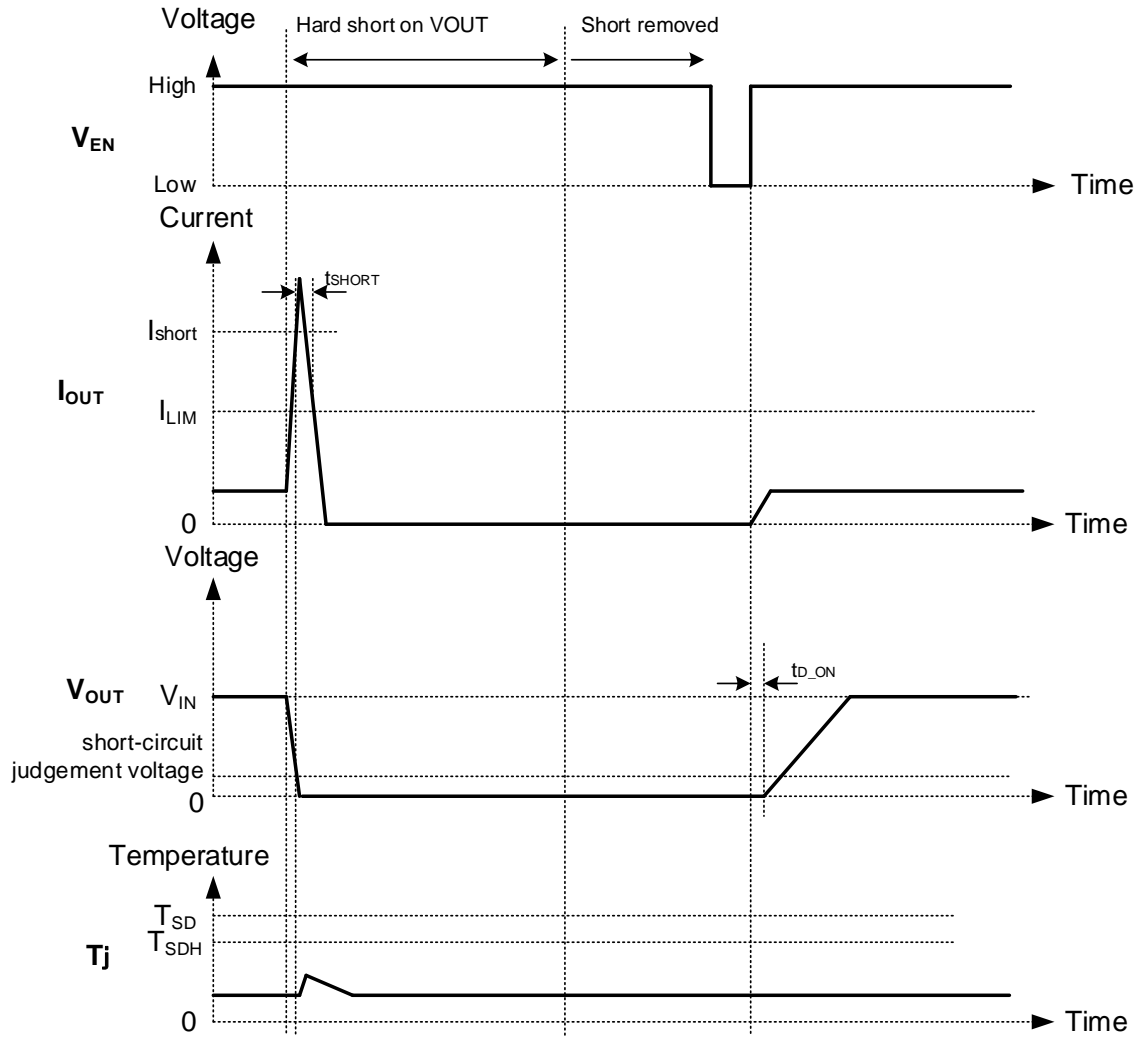 Voltage
Hard short on VOUT
Short removed
High
VEN
Low
Time
Current
tSHORT
Ishort
IOUT
ILIM
0
Time
Voltage
tD_ON
VOUT
VIN
short-circuit
judgement voltage
0
Time
Temperature
TSD
TSDH
Tj
0
Time